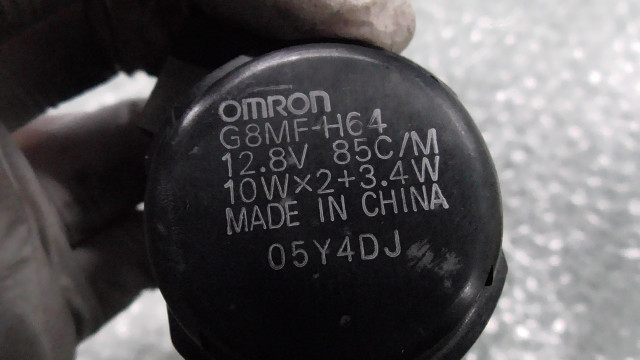 OMRON
G8MF-H64
12.8V 85C/M
10W×2+3.4W
MADE IN CHINA
05Y4DJ